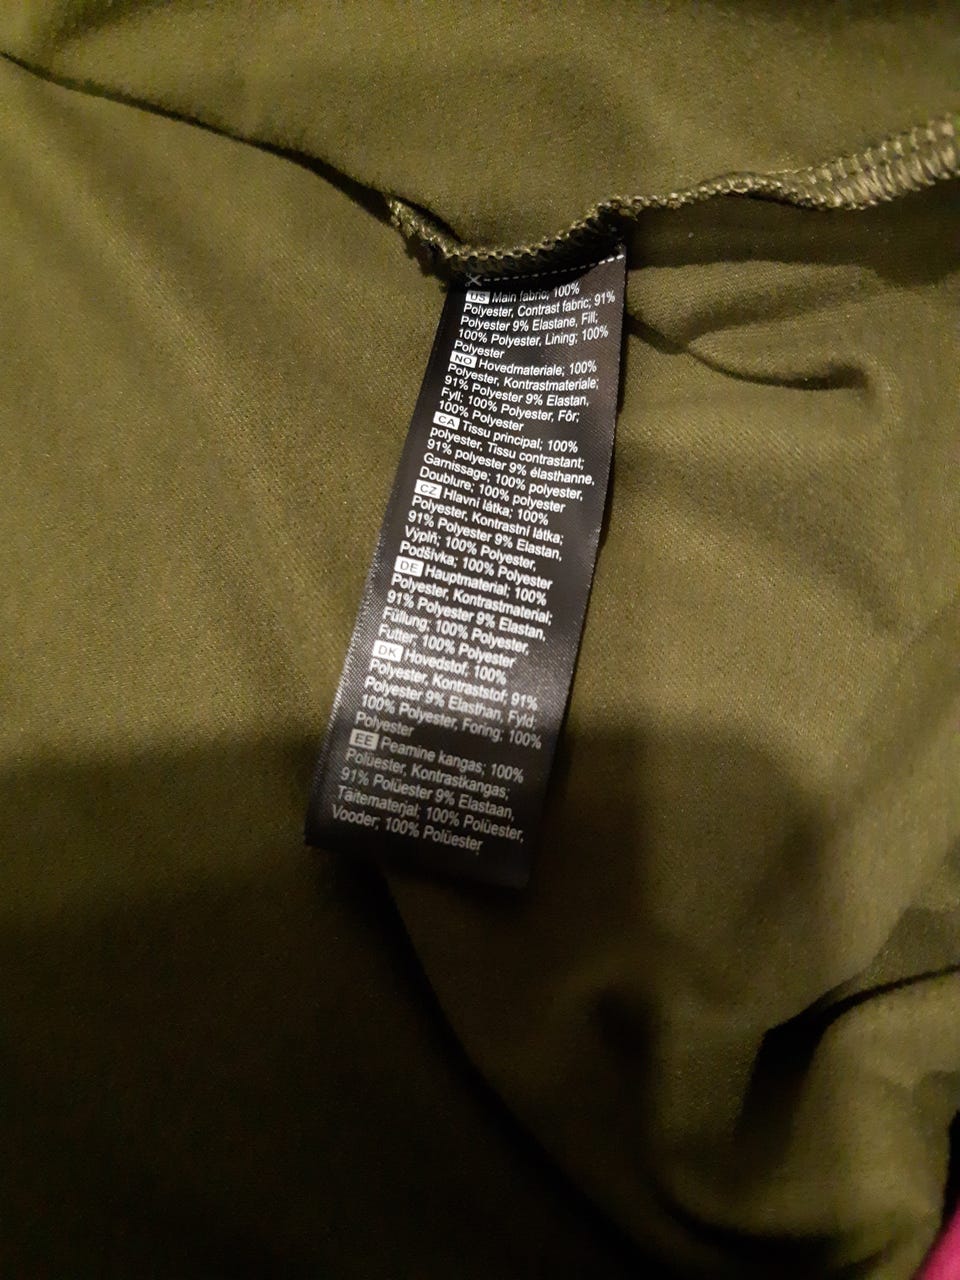 US Main fabric; 100%
Polyester, Contrast fabric; 91%
Polyester 9% Elastane, Fill;
100% Polyester, Lining; 100%
Polyester
NO Hovedmateriale; 100%
Polyester, Kontrastmateriale;
91% Polyester 9% Elastan,
Fyll; 100% Polyester, Fôr;
100% Polyester
CA Tissu principal; 100%
polyester, Tissu contrastant;
91% polyester 9% élasthanne,
Garnissage; 100% polyester,
Doublure; 100% polyester
CZ Hlavní látka; 100%
Polyester, Kontrastní látka;
91% Polyester 9% Elastan,
Výplň; 100% Polyester,
Podšívka; 100% Polyester
DE Hauptmaterial; 100%
Polyester, Kontrastmaterial;
91% Polyester 9% Elastan,
Füllung; 100% Polyester,
Futter; 100% Polyester
DK Hovedstof; 100%
Polyester, Kontraststof; 91%
Polyester 9% Elasthan, Fyld;
100% Polyester, Foring; 100%
Polyester
EE Peamine kangas; 100%
Polüester, Kontrastkangas;
91% Polüester 9% Elastaan,
Täitematerjal; 100% Polüester,
Vooder; 100% Polüester